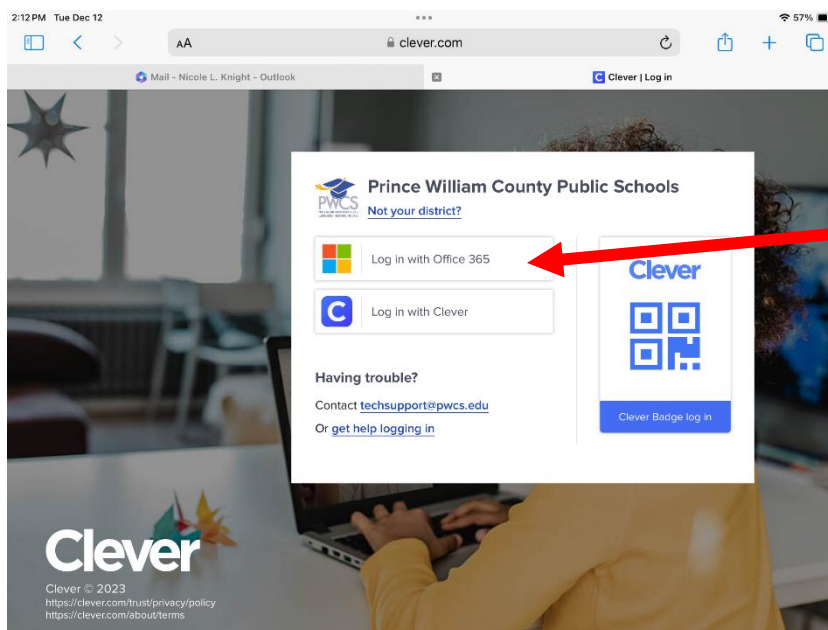 2:12 PM Tue Dec 12
57%
AA
clever.com
Mail - Nicole L. Knight - Outlook
C Clever | Log in
PWCS
Prince William County Public Schools
Not your district?
Log in with Office 365
C Log in with Clever
Having trouble?
Contact techsupport@pwcs.edu
Or get help logging in
Clever
Clever Badge log in
Clever
Clever © 2023
https://clever.com/trust/privacy/policy
https://clever.com/about/terms